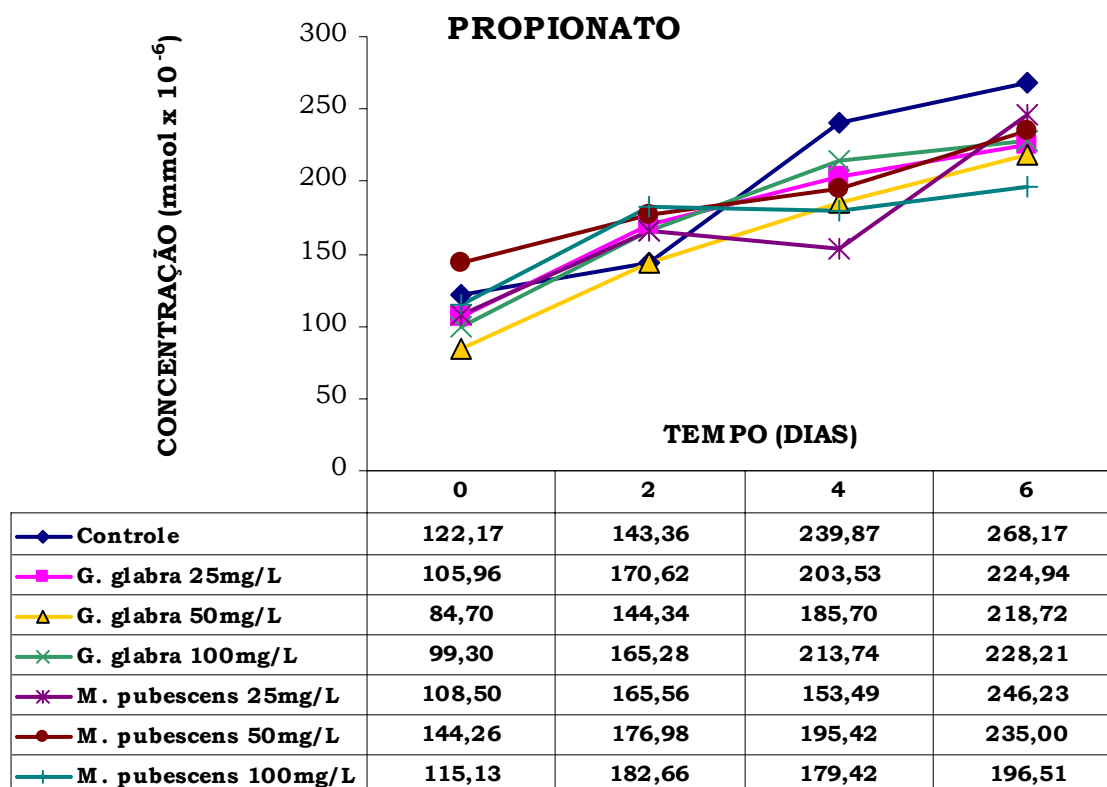 PROPIONATO
CONCENTRAÇÃO (mmol x 10⁻⁶)
300
250
200
150
100
50
0
TEMPO (DIAS)
0 2 4 6
Controle 122,17 143,36 239,87 268,17
G. glabra 25mg/L 105,96 170,62 203,53 224,94
G. glabra 50mg/L 84,70 144,34 185,70 218,72
G. glabra 100mg/L 99,30 165,28 213,74 228,21
M. pubescens 25mg/L 108,50 165,56 153,49 246,23
M. pubescens 50mg/L 144,26 176,98 195,42 235,00
M. pubescens 100mg/L 115,13 182,66 179,42 196,51